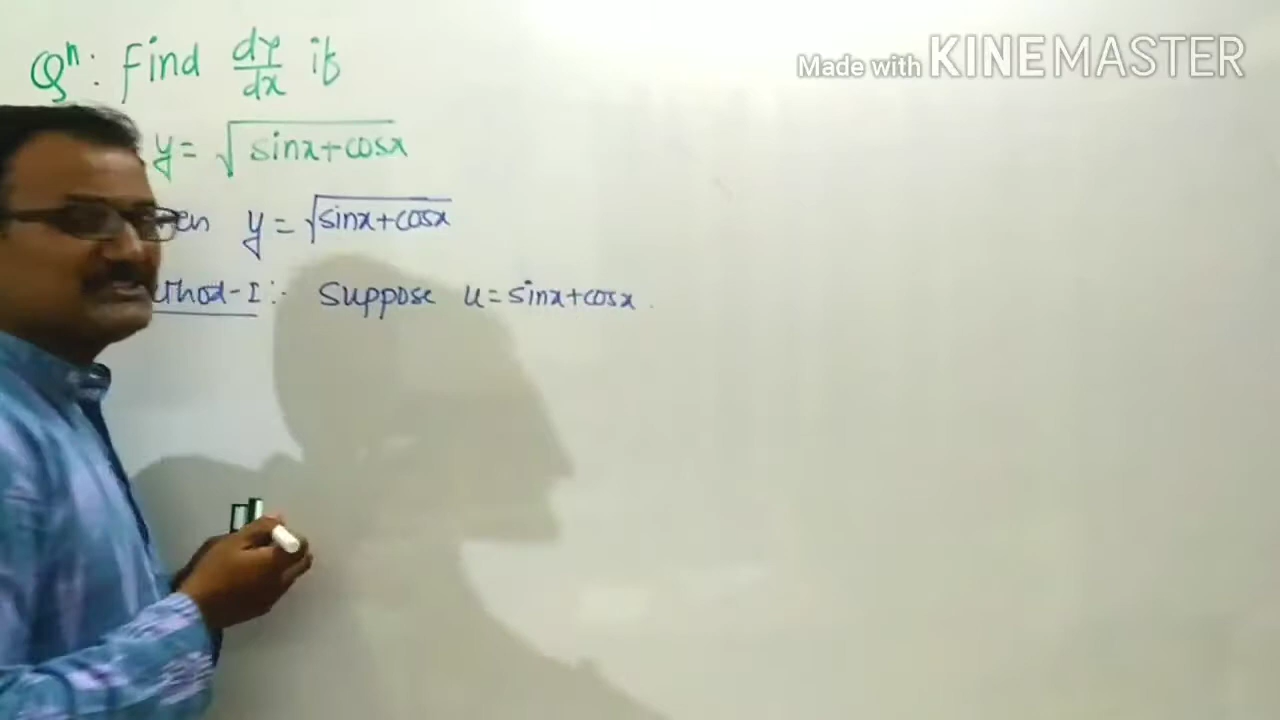 Qⁿ: Find dy/dx if
Made with KINEMASTER
y = √sinx+cosx
y = √sinx+cosx
Suppose u = sinx+cosx.